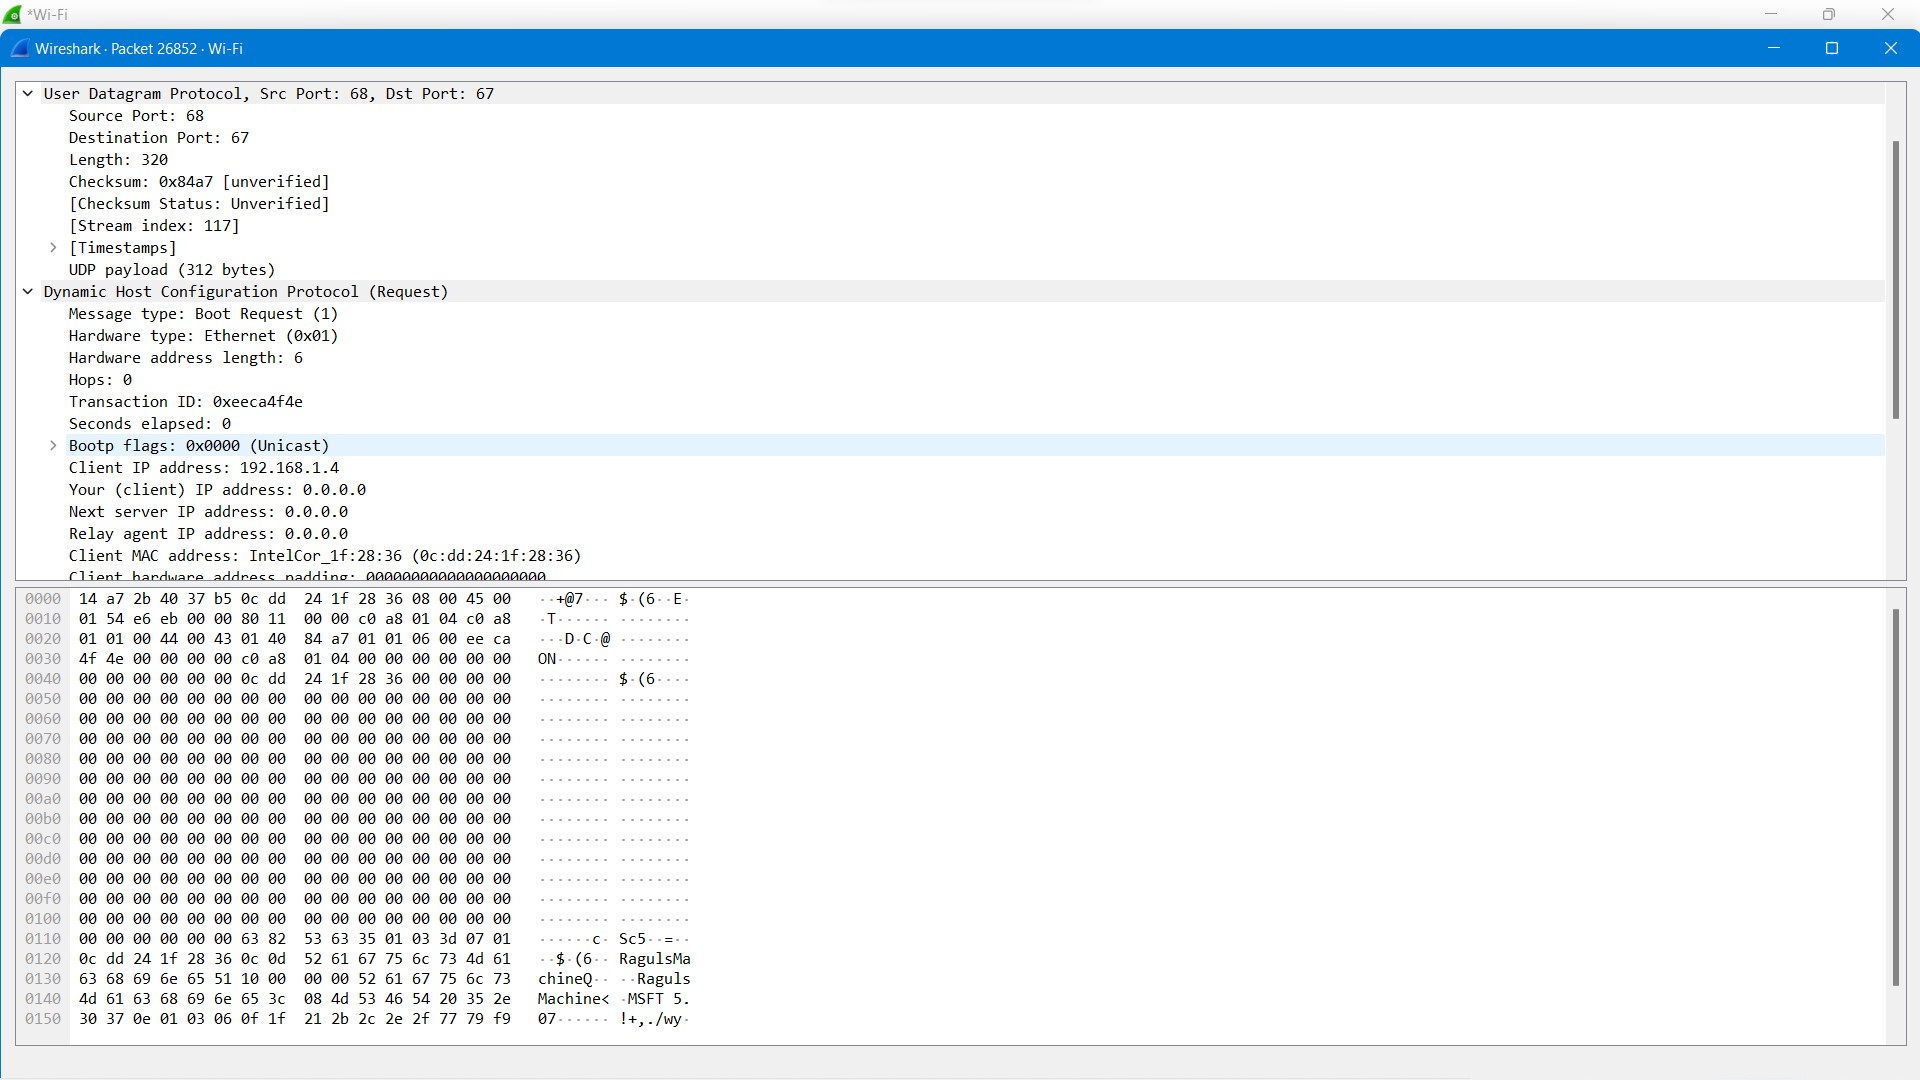 *Wi-Fi
Wireshark · Packet 26852 · Wi-Fi
User Datagram Protocol, Src Port: 68, Dst Port: 67
Source Port: 68
Destination Port: 67
Length: 320
Checksum: 0x84a7 [unverified]
[Checksum Status: Unverified]
[Stream index: 117]
[Timestamps]
UDP payload (312 bytes)
Dynamic Host Configuration Protocol (Request)
Message type: Boot Request (1)
Hardware type: Ethernet (0x01)
Hardware address length: 6
Hops: 0
Transaction ID: 0xeeca4f4e
Seconds elapsed: 0
Bootp flags: 0x0000 (Unicast)
Client IP address: 192.168.1.4
Your (client) IP address: 0.0.0.0
Next server IP address: 0.0.0.0
Relay agent IP address: 0.0.0.0
Client MAC address: IntelCor_1f:28:36 (0c:dd:24:1f:28:36)
Client hardware address padding: 00000000000000000000
0000 14 a7 2b 40 37 b5 0c dd 24 1f 28 36 08 00 45 00 ··+@7··· $·(6··E·
0010 01 54 e6 eb 00 00 80 11 00 00 c0 a8 01 04 c0 a8 ·T······ ········
0020 01 01 00 44 00 43 01 40 84 a7 01 01 06 00 ee ca ···D·C·@ ········
0030 4f 4e 00 00 00 00 c0 a8 01 04 00 00 00 00 00 00 ON······ ········
0040 00 00 00 00 00 00 0c dd 24 1f 28 36 00 00 00 00 ········ $·(6····
0050 00 00 00 00 00 00 00 00 00 00 00 00 00 00 00 00 ········ ········
0060 00 00 00 00 00 00 00 00 00 00 00 00 00 00 00 00 ········ ········
0070 00 00 00 00 00 00 00 00 00 00 00 00 00 00 00 00 ········ ········
0080 00 00 00 00 00 00 00 00 00 00 00 00 00 00 00 00 ········ ········
0090 00 00 00 00 00 00 00 00 00 00 00 00 00 00 00 00 ········ ········
00a0 00 00 00 00 00 00 00 00 00 00 00 00 00 00 00 00 ········ ········
00b0 00 00 00 00 00 00 00 00 00 00 00 00 00 00 00 00 ········ ········
00c0 00 00 00 00 00 00 00 00 00 00 00 00 00 00 00 00 ········ ········
00d0 00 00 00 00 00 00 00 00 00 00 00 00 00 00 00 00 ········ ········
00e0 00 00 00 00 00 00 00 00 00 00 00 00 00 00 00 00 ········ ········
00f0 00 00 00 00 00 00 00 00 00 00 00 00 00 00 00 00 ········ ········
0100 00 00 00 00 00 00 00 00 00 00 00 00 00 00 00 00 ········ ········
0110 00 00 00 00 00 00 63 82 53 63 35 01 03 3d 07 01 ······c· Sc5··=··
0120 0c dd 24 1f 28 36 0c 0d 52 61 67 75 6c 73 4d 61 ··$·(6·· RagulsMa
0130 63 68 69 6e 65 51 10 00 00 00 52 61 67 75 6c 73 chineQ·· ··Raguls
0140 4d 61 63 68 69 6e 65 3c 08 4d 53 46 54 20 35 2e Machine< ·MSFT 5.
0150 30 37 0e 01 03 06 0f 1f 21 2b 2c 2e 2f 77 79 f9 07······ !+,./wy·